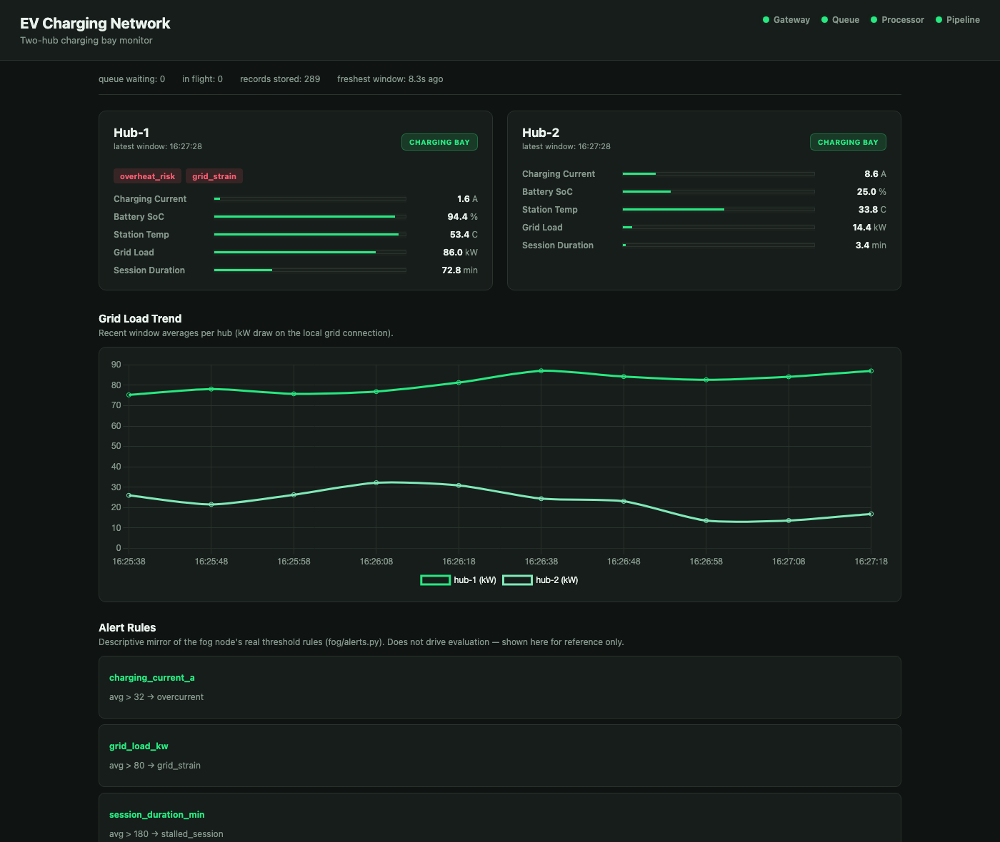 EV Charging Network
Two-hub charging bay monitor
Gateway Queue Processor Pipeline
queue waiting: 0 in flight: 0 records stored: 289 freshest window: 8.3s ago
Hub-1
latest window: 16:27:28
CHARGING BAY
overheat_risk grid_strain
Charging Current 1.6 A
Battery SoC 94.4 %
Station Temp 53.4 C
Grid Load 86.0 kW
Session Duration 72.8 min
Hub-2
latest window: 16:27:28
CHARGING BAY
Charging Current 8.6 A
Battery SoC 25.0 %
Station Temp 33.8 C
Grid Load 14.4 kW
Session Duration 3.4 min
Grid Load Trend
Recent window averages per hub (kW draw on the local grid connection).
90
80
70
60
50
40
30
20
10
0
16:25:38 16:25:48 16:25:58 16:26:08 16:26:18 16:26:38 16:26:48 16:26:58 16:27:08 16:27:18
hub-1 (kW) hub-2 (kW)
Alert Rules
Descriptive mirror of the fog node's real threshold rules (fog/alerts.py). Does not drive evaluation — shown here for reference only.
charging_current_a
avg > 32 → overcurrent
grid_load_kw
avg > 80 → grid_strain
session_duration_min
avg > 180 → stalled_session